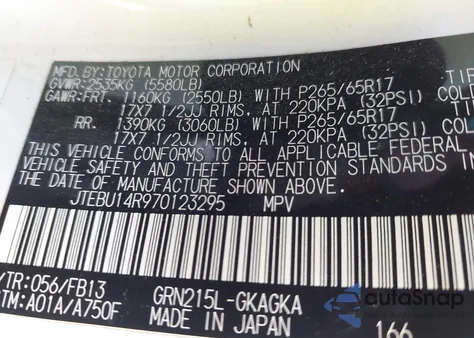 MFD. BY: TOYOTA MOTOR CORPORATION
GVWR: 2535KG (5580LB)
GAWR: FRT. 1160KG (2550LB) WITH P265/65R17
17X7 1/2JJ RIMS, AT 220KPA (32PSI) COLD
RR. 1390KG (3060LB) WITH P265/65R17
17X7 1/2JJ RIMS, AT 220KPA (32PSI) COLD
THIS VEHICLE CONFORMS TO ALL APPLICABLE FEDERAL
VEHICLE SAFETY AND THEFT PREVENTION STANDARDS
THE DATE OF MANUFACTURE SHOWN ABOVE.
JTEBU14R970123295 MPV
/TR: 056/FB13 GRN215L-GKAGKA
TM: A01A/A750F MADE IN JAPAN 166
autoSnap